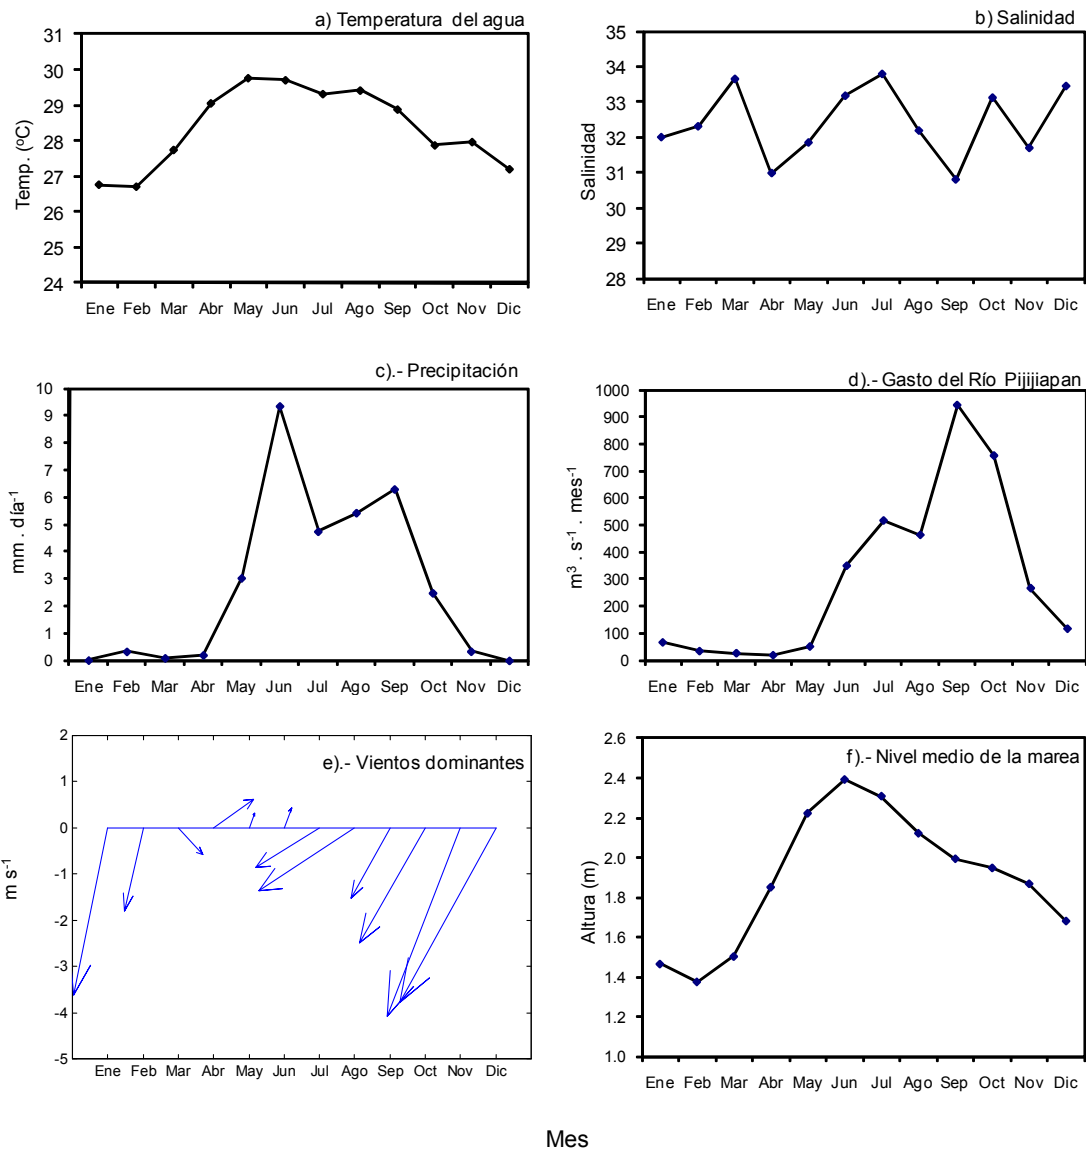 a) Temperatura del agua
31
30
29
28
27
26
25
24
Temp. (ºC)
Ene Feb Mar Abr May Jun Jul Ago Sep Oct Nov Dic
b) Salinidad
35
34
33
32
31
30
29
28
Salinidad
Ene Feb Mar Abr May Jun Jul Ago Sep Oct Nov Dic
c).- Precipitación
10
9
8
7
6
5
4
3
2
1
0
mm . día-1
Ene Feb Mar Abr May Jun Jul Ago Sep Oct Nov Dic
d).- Gasto del Río Pijijiapan
1000
900
800
700
600
500
400
300
200
100
0
m3 . s-1 . mes-1
Ene Feb Mar Abr May Jun Jul Ago Sep Oct Nov Dic
e).- Vientos dominantes
2
1
0
-1
-2
-3
-4
-5
m s-1
Ene Feb Mar Abr May Jun Jul Ago Sep Oct Nov Dic
f).- Nivel medio de la marea
2.6
2.4
2.2
2.0
1.8
1.6
1.4
1.2
1.0
Altura (m)
Ene Feb Mar Abr May Jun Jul Ago Sep Oct Nov Dic
Mes